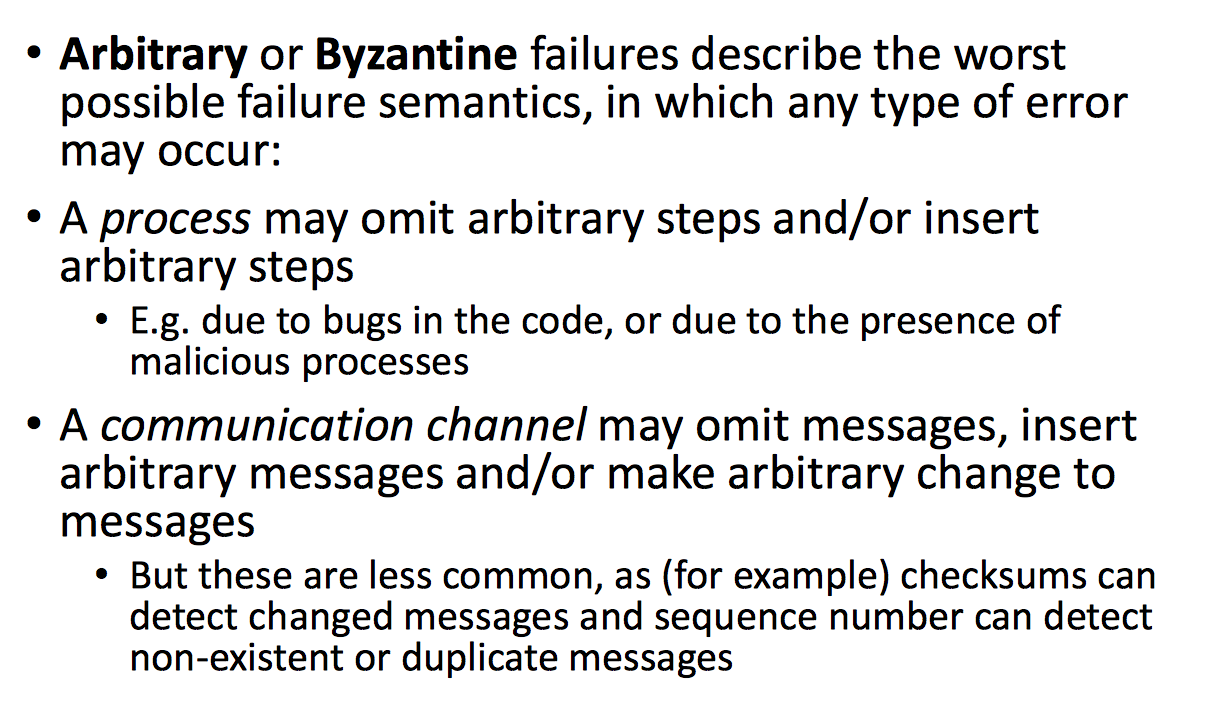 • Arbitrary or Byzantine failures describe the worst
possible failure semantics, in which any type of error
may occur:
• A process may omit arbitrary steps and/or insert
arbitrary steps
• E.g. due to bugs in the code, or due to the presence of
malicious processes
• A communication channel may omit messages, insert
arbitrary messages and/or make arbitrary change to
messages
• But these are less common, as (for example) checksums can
detect changed messages and sequence number can detect
non-existent or duplicate messages